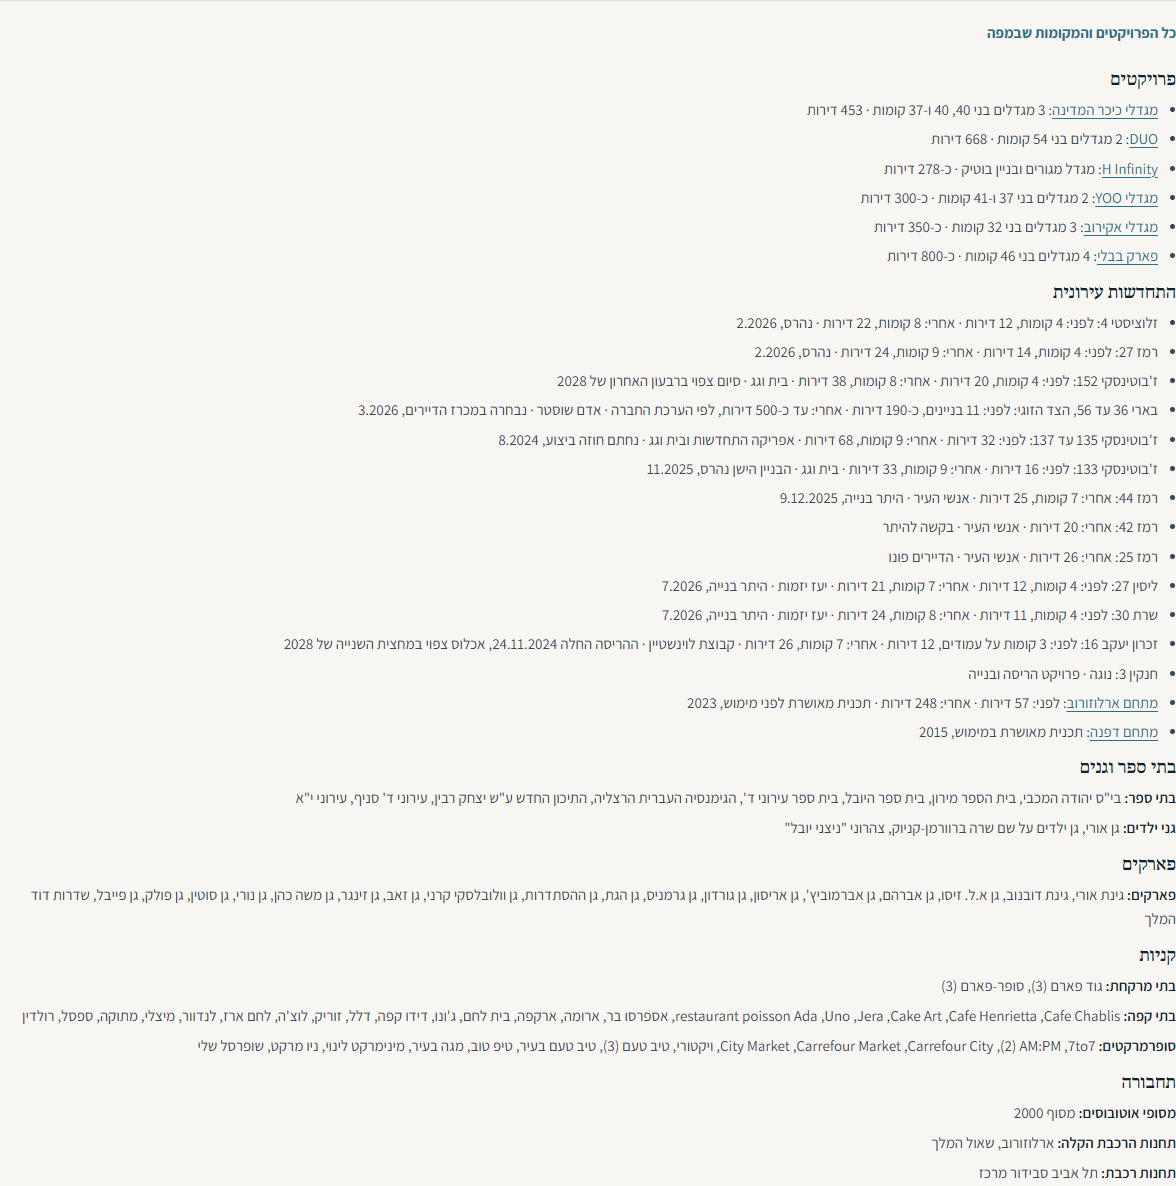 כל הפרויקטים והמקומות שבמפה
פרויקטים
מגדלי כיכר המדינה: 3 מגדלים בני 40, 40 ו-37 קומות · 453 דירות
DUO: 2 מגדלים בני 54 קומות · 668 דירות
H Infinity: מגדל מגורים ובניין בוטיק · כ-278 דירות
מגדלי YOO: 2 מגדלים בני 37 ו-41 קומות · כ-300 דירות
מגדלי אקירוב: 3 מגדלים בני 32 קומות · כ-350 דירות
פארק בבלי: 4 מגדלים בני 46 קומות · כ-800 דירות
התחדשות עירונית
זלוציסטי 4: לפני: 4 קומות, 12 דירות · אחרי: 8 קומות, 22 דירות · נהרס, 2.2026
רמז 27: לפני: 4 קומות, 14 דירות · אחרי: 9 קומות, 24 דירות · נהרס, 2.2026
ז'בוטינסקי 152: לפני: 4 קומות, 20 דירות · אחרי: 8 קומות, 38 דירות · בית וגג · סיום צפוי ברבעון האחרון של 2028
בארי 36 עד 56, הצד הזוגי: לפני: 11 בניינים, כ-190 דירות · אחרי: עד כ-500 דירות, לפי הערכת החברה · אדם שוסטר · נבחרה במכרז הדיירים, 3.2026
ז'בוטינסקי 135 עד 137: לפני: 32 דירות · אחרי: 9 קומות, 68 דירות · אפריקה התחדשות ובית וגג · נחתם חוזה ביצוע, 8.2024
ז'בוטינסקי 133: לפני: 16 דירות · אחרי: 9 קומות, 33 דירות · בית וגג · הבניין הישן נהרס, 11.2025
רמז 44: אחרי: 7 קומות, 25 דירות · אנשי העיר · היתר בנייה, 9.12.2025
רמז 42: אחרי: 20 דירות · אנשי העיר · בקשה להיתר
רמז 25: אחרי: 26 דירות · אנשי העיר · הדיירים פונו
ליסין 27: לפני: 4 קומות, 12 דירות · אחרי: 7 קומות, 21 דירות · יעז יזמות · היתר בנייה, 7.2026
שרת 30: לפני: 4 קומות, 11 דירות · אחרי: 8 קומות, 24 דירות · יעז יזמות · היתר בנייה, 7.2026
זכרון יעקב 16: לפני: 3 קומות על עמודים, 12 דירות · אחרי: 7 קומות, 26 דירות · קבוצת לוינשטיין · ההריסה החלה 24.11.2024, אכלוס צפוי במחצית השנייה של 2028
חנקין 3: נוגה · פרויקט הריסה ובנייה
מתחם ארלוזורוב: לפני: 57 דירות · אחרי: 248 דירות · תכנית מאושרת לפני מימוש, 2023
מתחם דפנה: תכנית מאושרת במימוש, 2015
בתי ספר וגנים
בתי ספר: בי"ס יהודה המכבי, בית הספר מירון, בית ספר היובל, בית ספר עירוני ד', הגימנסיה העברית הרצליה, התיכון החדש ע"ש יצחק רבין, עירוני ד' סניף, עירוני י"א
גני ילדים: גן אורי, גן ילדים על שם שרה ברוורמן-קניוק, צהרוני "ניצני יובל"
פארקים
פארקים: גינת אורי, גינת דובנוב, גן א.ל. זיסו, גן אברהם, גן אברמוביץ', גן אריסון, גן גורדון, גן גרמניס, גן הגת, גן ההסתדרות, גן וולובלסקי קרני, גן זאב, גן זינגר, גן משה כהן, גן נורי, גן סוטין, גן פולק, גן פייבל, שדרות דוד
המלך
קניות
בתי מרקחת: גוד פארם (3), סופר-פארם (3)
בתי קפה: Cafe Chablis, Cafe Henrietta, Cake Art, Jera, Uno, restaurant poisson Ada, אספרסו בר, ארומה, ארקפה, בית לחם, ג'ונו, דידו קפה, דלל, זוריק, לוצ'ה, לחם ארז, לנדוור, מיצלי, מתוקה, ספסל, רולדין
סופרמרקטים: 7to7, AM:PM (2), Carrefour City, Carrefour Market, City Market, ויקטורי, טיב טעם (3), טיב טעם בעיר, טיפ טוב, מגה בעיר, מינימרקט לינוי, ניו מרקט, שופרסל שלי
תחבורה
מסופי אוטובוסים: מסוף 2000
תחנות הרכבת הקלה: ארלוזורוב, שאול המלך
תחנות רכבת: תל אביב סבידור מרכז